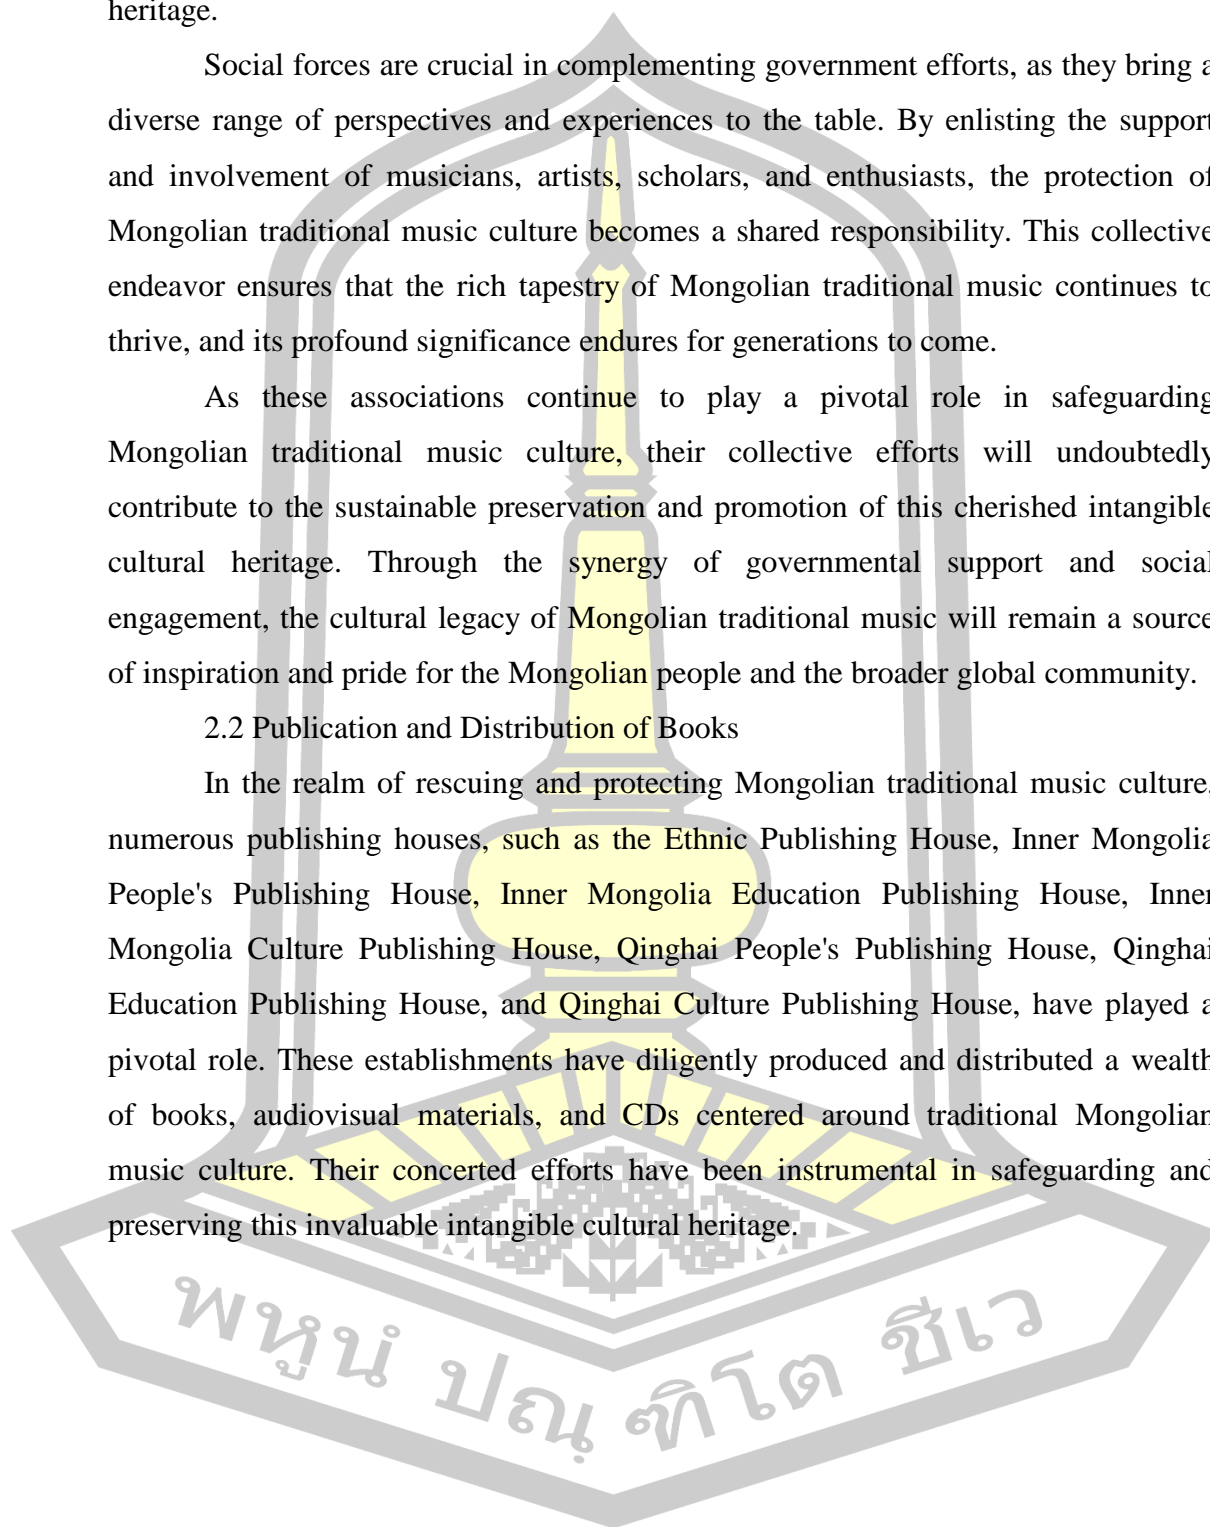 heritage.
Social forces are crucial in complementing government efforts, as they bring a
diverse range of perspectives and experiences to the table. By enlisting the support
and involvement of musicians, artists, scholars, and enthusiasts, the protection of
Mongolian traditional music culture becomes a shared responsibility. This collective
endeavor ensures that the rich tapestry of Mongolian traditional music continues to
thrive, and its profound significance endures for generations to come.
As these associations continue to play a pivotal role in safeguarding
Mongolian traditional music culture, their collective efforts will undoubtedly
contribute to the sustainable preservation and promotion of this cherished intangible
cultural heritage. Through the synergy of governmental support and social
engagement, the cultural legacy of Mongolian traditional music will remain a source
of inspiration and pride for the Mongolian people and the broader global community.
2.2 Publication and Distribution of Books
In the realm of rescuing and protecting Mongolian traditional music culture,
numerous publishing houses, such as the Ethnic Publishing House, Inner Mongolia
People's Publishing House, Inner Mongolia Education Publishing House, Inner
Mongolia Culture Publishing House, Qinghai People's Publishing House, Qinghai
Education Publishing House, and Qinghai Culture Publishing House, have played a
pivotal role. These establishments have diligently produced and distributed a wealth
of books, audiovisual materials, and CDs centered around traditional Mongolian
music culture. Their concerted efforts have been instrumental in safeguarding and
preserving this invaluable intangible cultural heritage.
พหูนํ ปณฺ ฑิโต ชีเว